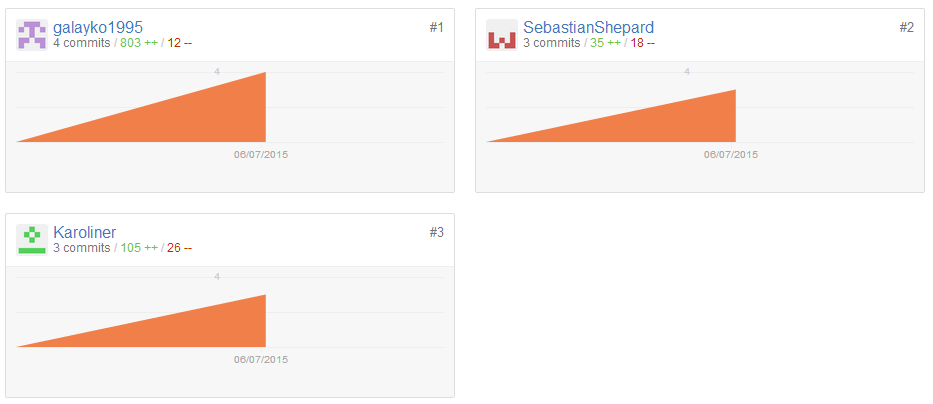 galayko1995 #1
4 commits / 803 ++ / 12 --
4
06/07/2015
SebastianShepard #2
3 commits / 35 ++ / 18 --
4
06/07/2015
Karoliner #3
3 commits / 105 ++ / 26 --
4
06/07/2015